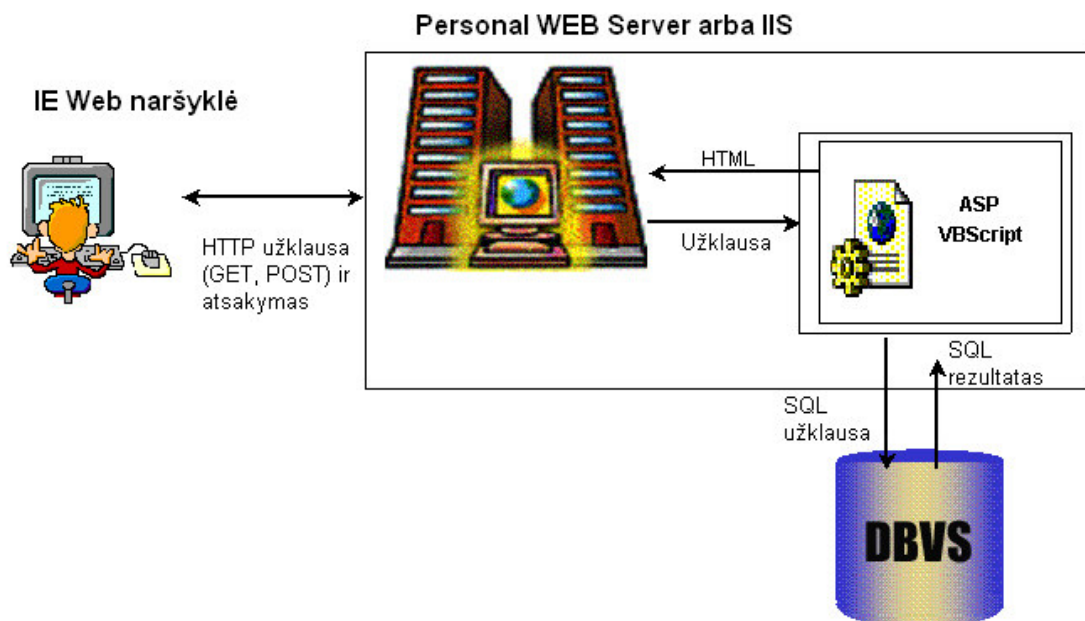 Personal WEB Server arba IIS
IE Web naršyklė
HTTP užklausa
(GET, POST) ir
atsakymas
HTML
Užklausa
ASP
VBScript
SQL
rezultatas
SQL
užklausa
DBVS